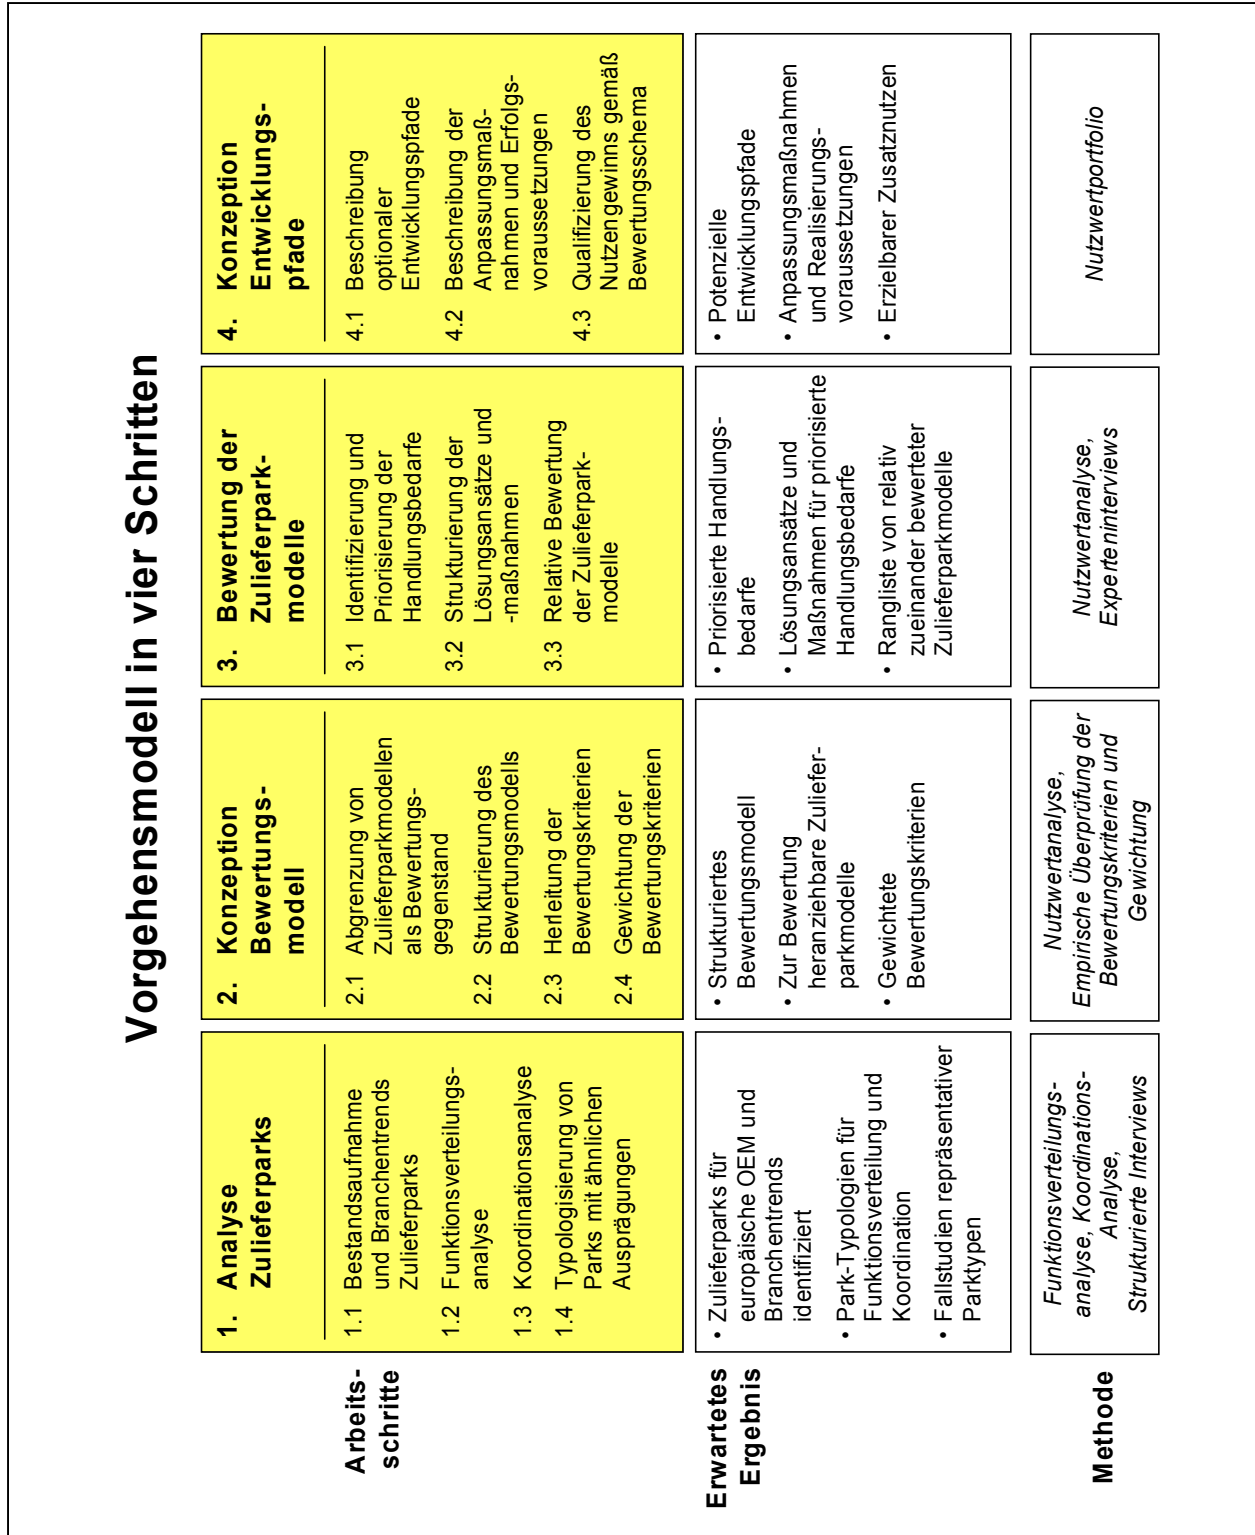 Vorgehensmodell in vier Schritten
Arbeits-
schritte
1. Analyse
Zulieferparks
1.1 Bestandsaufnahme
und Branchentrends
Zulieferparks
1.2 Funktionsverteilungs-
analyse
1.3 Koordinationsanalyse
1.4 Typologisierung von
Parks mit ähnlichen
Ausprägungen
2. Konzeption
Bewertungs-
modell
2.1 Abgrenzung von
Zulieferparkmodellen
als Bewertungs-
gegenstand
2.2 Strukturierung des
Bewertungsmodells
2.3 Herleitung der
Bewertungskriterien
2.4 Gewichtung der
Bewertungskriterien
3. Bewertung der
Zulieferpark-
modelle
3.1 Identifizierung und
Priorisierung der
Handlungsbedarfe
3.2 Strukturierung der
Lösungsansätze und
-maßnahmen
3.3 Relative Bewertung
der Zulieferpark-
modelle
4. Konzeption
Entwicklungs-
pfade
4.1 Beschreibung
optionaler
Entwicklungspfade
4.2 Beschreibung der
Anpassungsmaß-
nahmen und Erfolgs-
voraussetzungen
4.3 Qualifizierung des
Nutzengewinns gemäß
Bewertungsschema
Erwartetes
Ergebnis
• Zulieferparks für
europäische OEM und
Branchentrends
identifiziert
• Park-Typologien für
Funktionsverteilung und
Koordination
• Fallstudien repräsentativer
Parktypen
• Strukturiertes
Bewertungsmodell
• Zur Bewertung
heranziehbare Zuliefer-
parkmodelle
• Gewichtete
Bewertungskriterien
• Priorisierte Handlungs-
bedarfe
• Lösungsansätze und
Maßnahmen für priorisierte
Handlungsbedarfe
• Rangliste von relativ
zueinander bewerteter
Zulieferparkmodelle
• Potenzielle
Entwicklungspfade
• Anpassungsmaßnahmen
und Realisierungs-
voraussetzungen
• Erzielbarer Zusatznutzen
Methode
Funktionsverteilungs-
analyse, Koordinations-
Analyse,
Strukturierte Interviews
Nutzwertanalyse,
Empirische Überprüfung der
Bewertungskriterien und
Gewichtung
Nutzwertanalyse,
Experteninterviews
Nutzwertportfolio